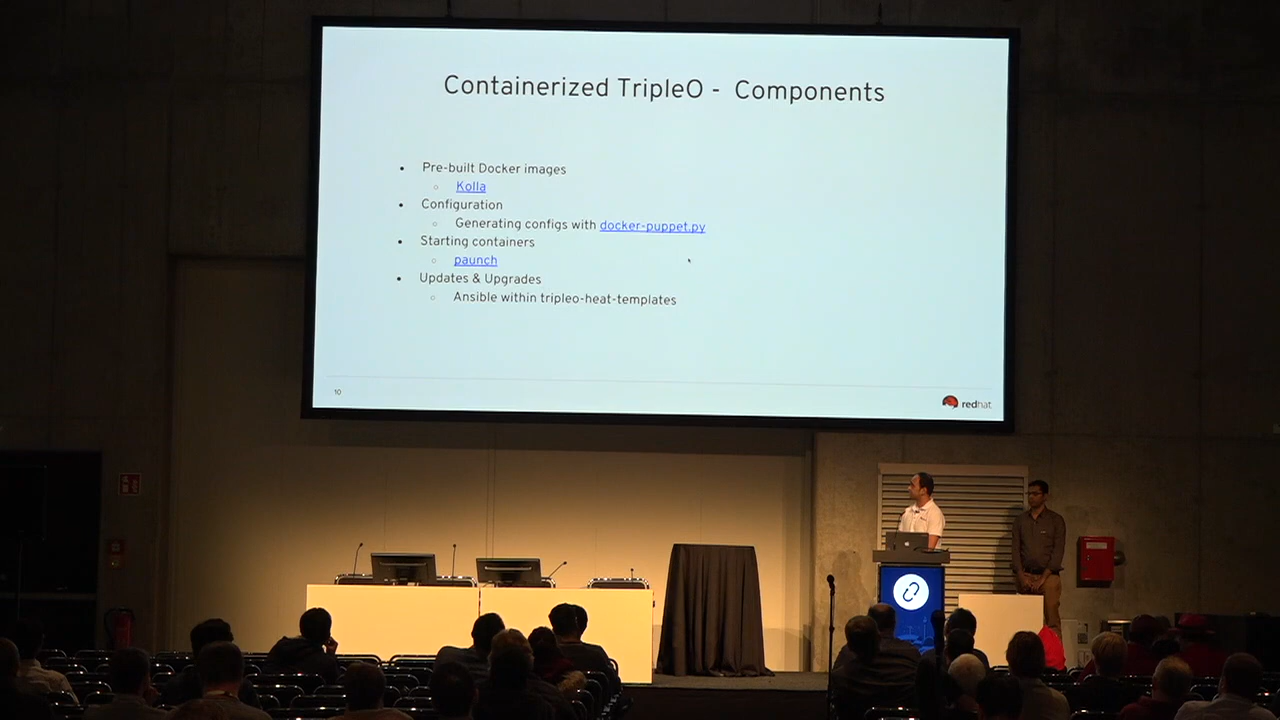 Containerized TripleO - Components
• Pre-built Docker images
○ Kolla
• Configuration
○ Generating configs with docker-puppet.py
• Starting containers
○ paunch
• Updates & Upgrades
○ Ansible within tripleo-heat-templates
10
redhat